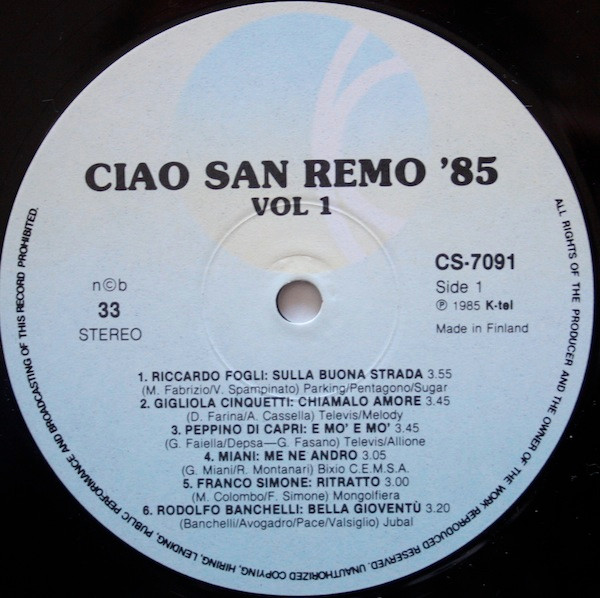 CIAO SAN REMO '85
VOL 1
n©b
33
STEREO
CS-7091
Side 1
℗ 1985 K-tel
Made in Finland
1. RICCARDO FOGLI: SULLA BUONA STRADA 3.55
(M. Fabrizio/V. Spampinato) Parking/Pentagono/Sugar
2. GIGLIOLA CINQUETTI: CHIAMALO AMORE 3.45
(D. Farina/A. Cassella) Televis/Melody
3. PEPPINO DI CAPRI: E MO' E MO' 3.45
(G. Faiella/Depsa—G. Fasano) Televis/Allione
4. MIANI: ME NE ANDRO 3.05
(G. Miani/R. Montanari) Bixio C.E.M.S.A.
5. FRANCO SIMONE: RITRATTO 3.00
(M. Colombo/F. Simone) Mongolfiera
6. RODOLFO BANCHELLI: BELLA GIOVENTÙ 3.20
(Banchelli/Avogadro/Pace/Valsiglio) Jubal
ALL RIGHTS OF THE PRODUCER AND THE OWNER OF THE WORK REPRODUCED RESERVED. UNAUTHORIZED COPYING, HIRING, LENDING, PUBLIC PERFORMANCE AND BROADCASTING OF THIS RECORD PROHIBITED.